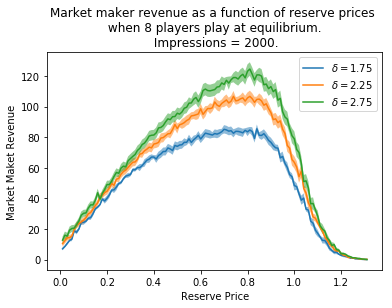 Market maker revenue as a function of reserve prices
when 8 players play at equilibrium.
Impressions = 2000.
δ = 1.75
δ = 2.25
δ = 2.75
Market Maket Revenue
120
100
80
60
40
20
0
0.0 0.2 0.4 0.6 0.8 1.0 1.2
Reserve Price